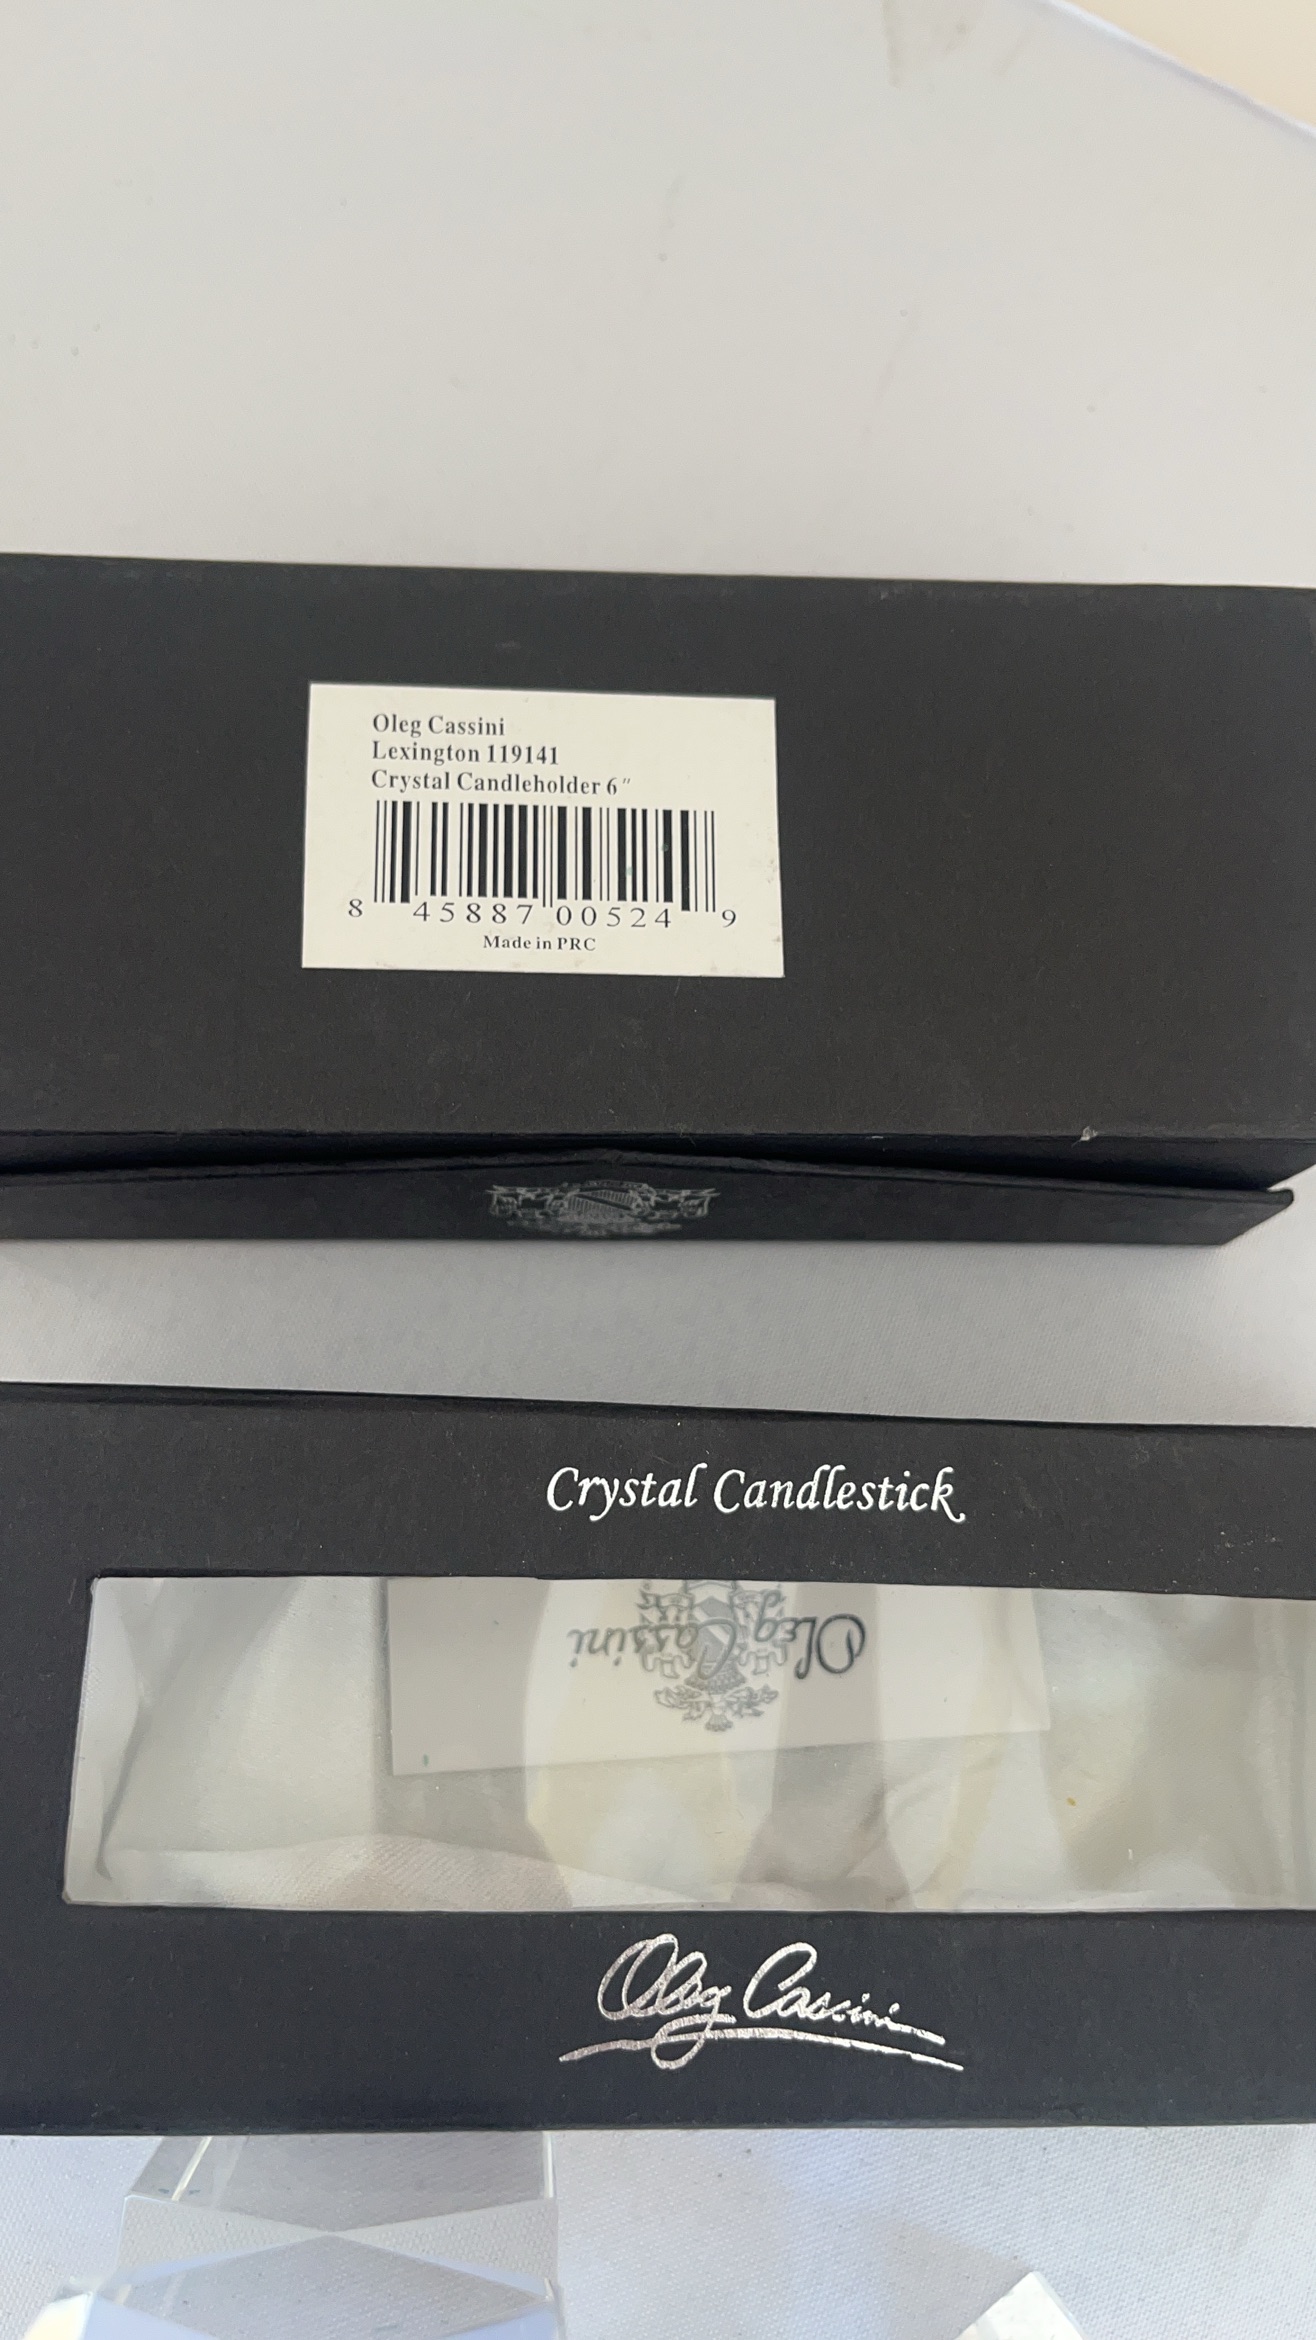 Oleg Cassini
Lexington 119141
Crystal Candleholder 6"
8 45887 00524 9
Made in PRC
Crystal Candlestick
Oleg Cassini
Oleg Cassini